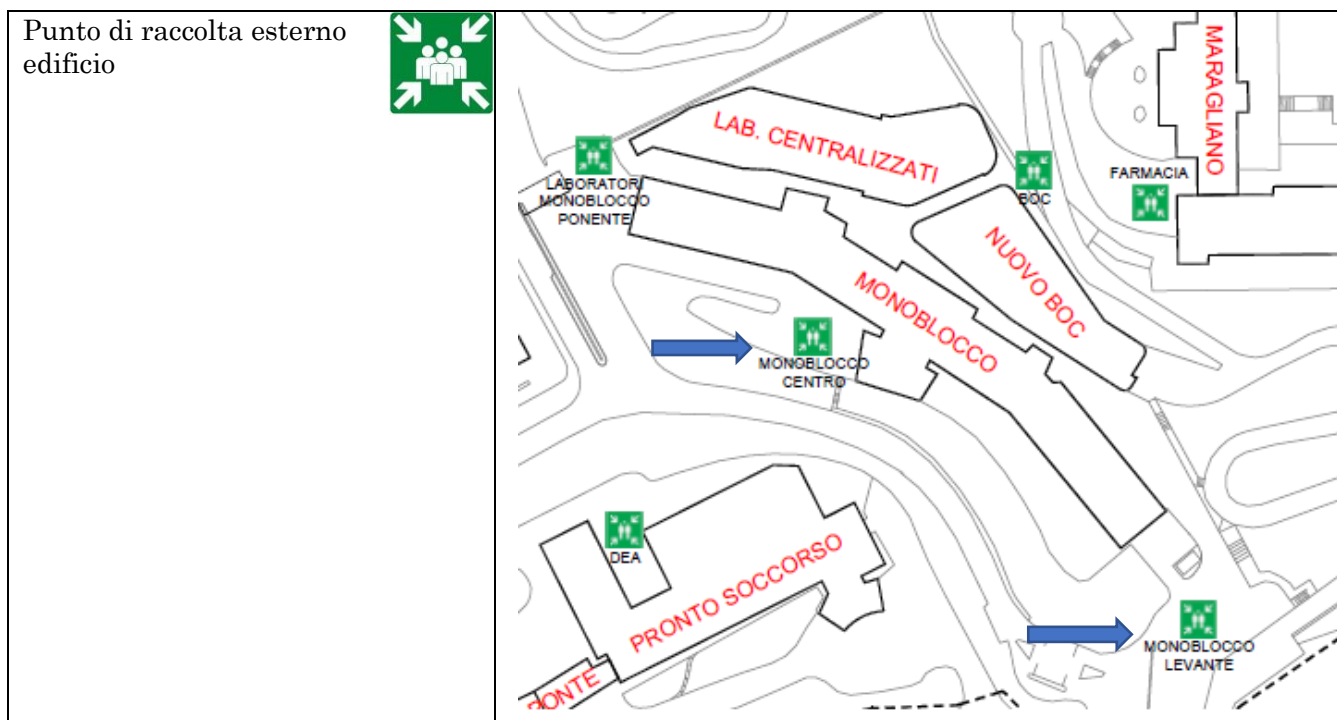 Punto di raccolta esterno
edificio
MARAGLIANO
LAB. CENTRALIZZATI
LABORATORI
MONOBLOCCO
PONENTE
BOC
FARMACIA
NUOVO BOC
MONOBLOCCO
MONOBLOCCO
CENTRO
DEA
PRONTO SOCCORSO
MONOBLOCCO
LEVANTE